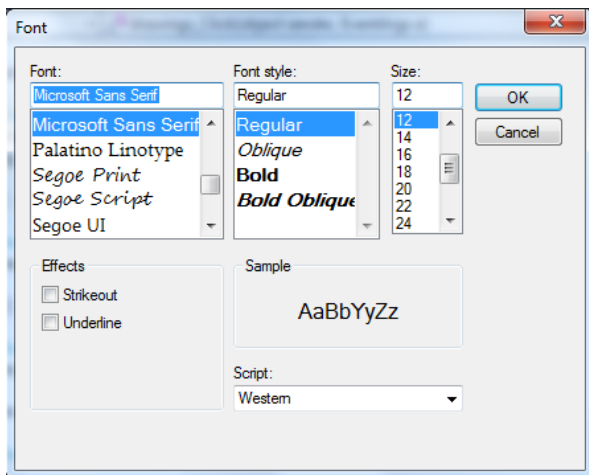 Font
Font:
Microsoft Sans Serif
Microsoft Sans Serif
Palatino Linotype
Segoe Print
Segoe Script
Segoe UI
Font style:
Regular
Regular
Oblique
Bold
Bold Oblique
Size:
12
12
14
16
18
20
22
24
OK
Cancel
Effects
Strikeout
Underline
Sample
AaBbYyZz
Script:
Western